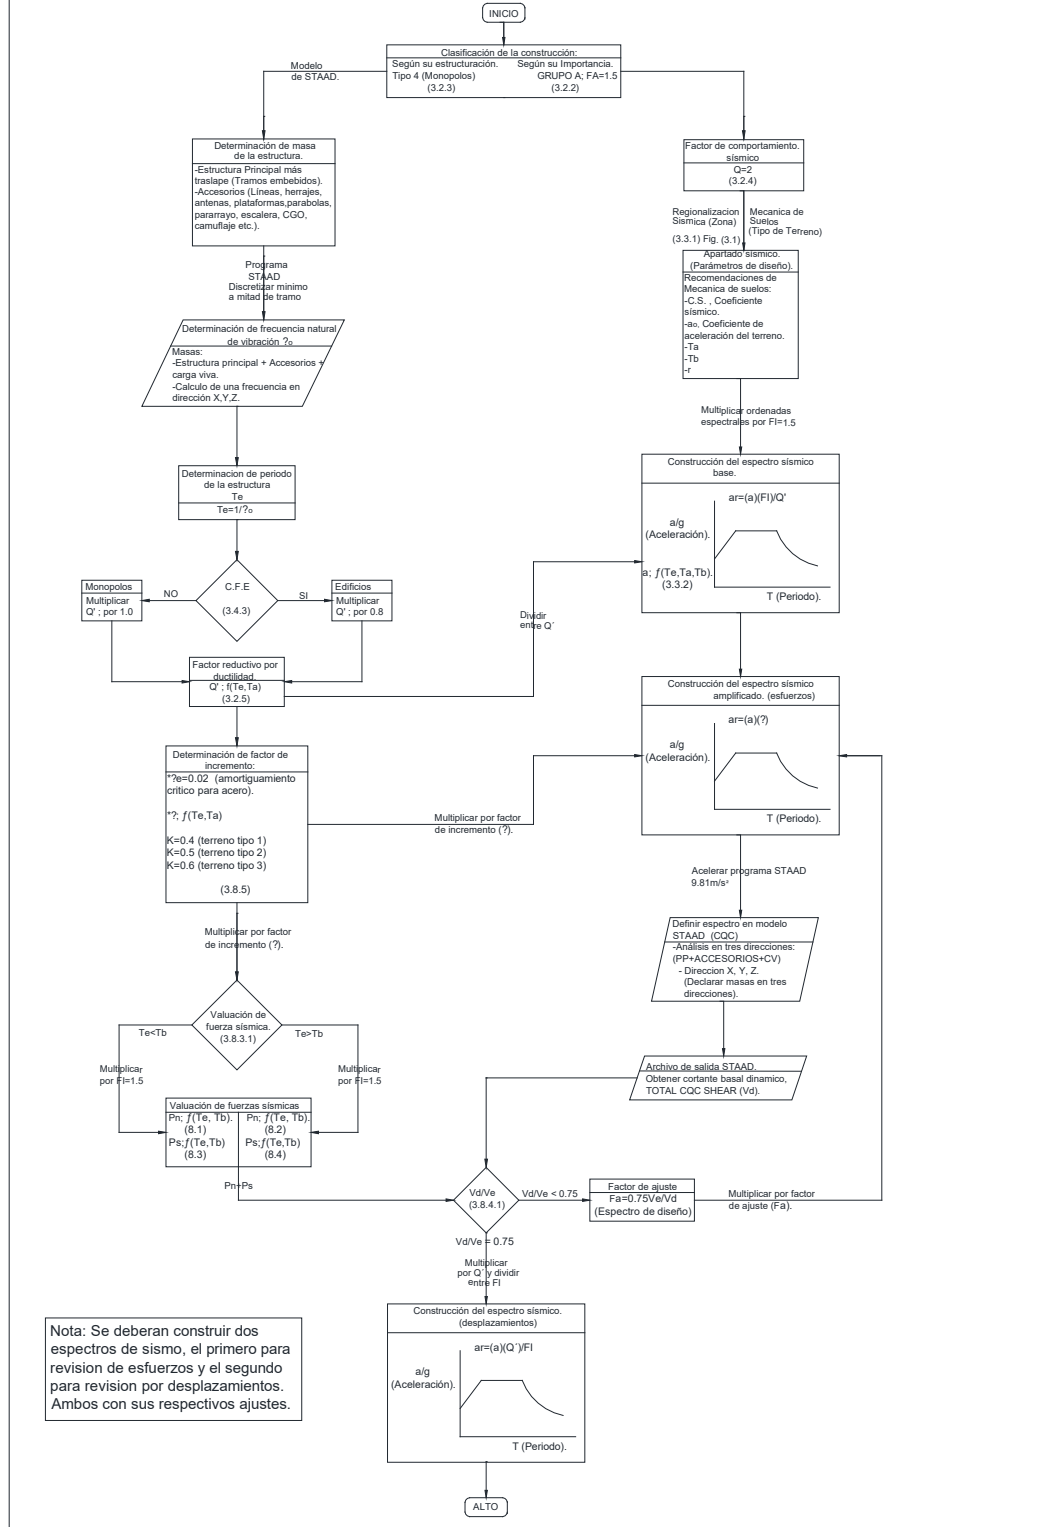 INICIO
Clasificación de la construcción:
Según su estructuración.
Tipo 4 (Monopolos)
(3.2.3)
Según su Importancia.
GRUPO A; FA=1.5
(3.2.2)
Modelo
de STAAD.
Determinación de masa
de la estructura.
-Estructura Principal más
traslape (Tramos embebidos).
-Accesorios (Líneas, herrajes,
antenas, plataformas,parabolas,
pararrayo, escalera, CGO,
camuflaje etc.).
Factor de comportamiento.
sísmico
Q=2
(3.2.4)
Regionalizacion
Sismica (Zona)
(3.3.1) Fig. (3.1)
Mecanica de
Suelos
(Tipo de Terreno)
Programa
STAAD
Discretizar minimo
a mitad de tramo
Apartado sísmico.
(Parámetros de diseño).
Recomendaciones de
Mecanica de suelos:
-C.S. , Coeficiente
sísmico.
-ao, Coeficiente de
aceleración del terreno.
-Ta
-Tb
-r
Determinación de frecuencia natural
de vibración ?o
Masas:
-Estructura principal + Accesorios +
carga viva.
-Calculo de una frecuencia en
dirección X,Y,Z.
Multiplicar ordenadas
espectrales por FI=1.5
Determinacion de periodo
de la estructura
Te
Te=1/?o
Construcción del espectro sísmico
base.
ar=(a)(FI)/Q'
a/g
(Aceleración).
a; ƒ(Te,Ta,Tb).
(3.3.2)
T (Periodo).
C.F.E
(3.4.3)
NO
SI
Monopolos
Multiplicar
Q' ; por 1.0
Edificios
Multiplicar
Q' ; por 0.8
Dividir
entre Q´
Factor reductivo por
ductilidad.
Q' ; f(Te,Ta)
(3.2.5)
Construcción del espectro sísmico
amplificado. (esfuerzos)
ar=(a)(?)
a/g
(Aceleración).
T (Periodo).
Determinación de factor de
incremento:
*?e=0.02 (amortiguamiento
critico para acero).
*?; ƒ(Te,Ta)
K=0.4 (terreno tipo 1)
K=0.5 (terreno tipo 2)
K=0.6 (terreno tipo 3)
(3.8.5)
Multiplicar por factor
de incremento (?).
Acelerar programa STAAD
9.81m/s²
Multiplicar por factor
de incremento (?).
Definir espectro en modelo
STAAD (CQC)
-Análisis en tres direcciones:
(PP+ACCESORIOS+CV)
- Direccion X, Y, Z.
(Declarar masas en tres
direcciones).
Valuación de
fuerza sísmica.
(3.8.3.1)
Te<Tb
Te>Tb
Multiplicar
por FI=1.5
Multiplicar
por FI=1.5
Archivo de salida STAAD.
Obtener cortante basal dinamico,
TOTAL CQC SHEAR (Vd).
Valuación de fuerzas sísmicas
Pn; ƒ(Te, Tb).
(8.1)
Ps;ƒ(Te,Tb)
(8.3)
Pn; ƒ(Te, Tb).
(8.2)
Ps;ƒ(Te,Tb)
(8.4)
Pn+Ps
Vd/Ve
(3.8.4.1)
Vd/Ve < 0.75
Factor de ajuste
Fa=0.75Ve/Vd
(Espectro de diseño)
Multiplicar por factor
de ajuste (Fa).
Vd/Ve = 0.75
Multiplicar
por Q´ y dividir
entre FI
Construcción del espectro sísmico.
(desplazamientos)
ar=(a)(Q´)/FI
a/g
(Aceleración).
T (Periodo).
Nota: Se deberan construir dos
espectros de sismo, el primero para
revision de esfuerzos y el segundo
para revision por desplazamientos.
Ambos con sus respectivos ajustes.
ALTO